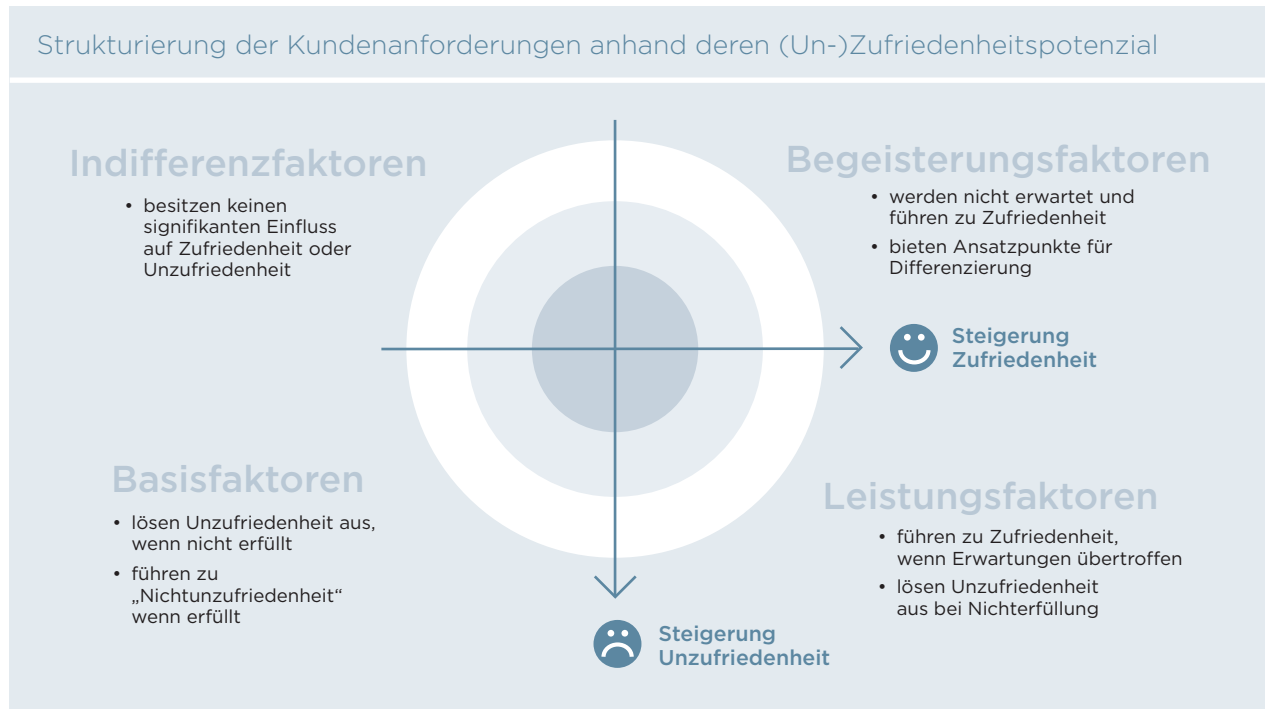 Strukturierung der Kundenanforderungen anhand deren (Un-)Zufriedenheitspotenzial
Indifferenzfaktoren
• besitzen keinen
signifikanten Einfluss
auf Zufriedenheit oder
Unzufriedenheit
Begeisterungsfaktoren
• werden nicht erwartet und
führen zu Zufriedenheit
• bieten Ansatzpunkte für
Differenzierung
Steigerung
Zufriedenheit
Basisfaktoren
• lösen Unzufriedenheit aus,
wenn nicht erfüllt
• führen zu
„Nichtunzufriedenheit“
wenn erfüllt
Leistungsfaktoren
• führen zu Zufriedenheit,
wenn Erwartungen übertroffen
• lösen Unzufriedenheit
aus bei Nichterfüllung
Steigerung
Unzufriedenheit